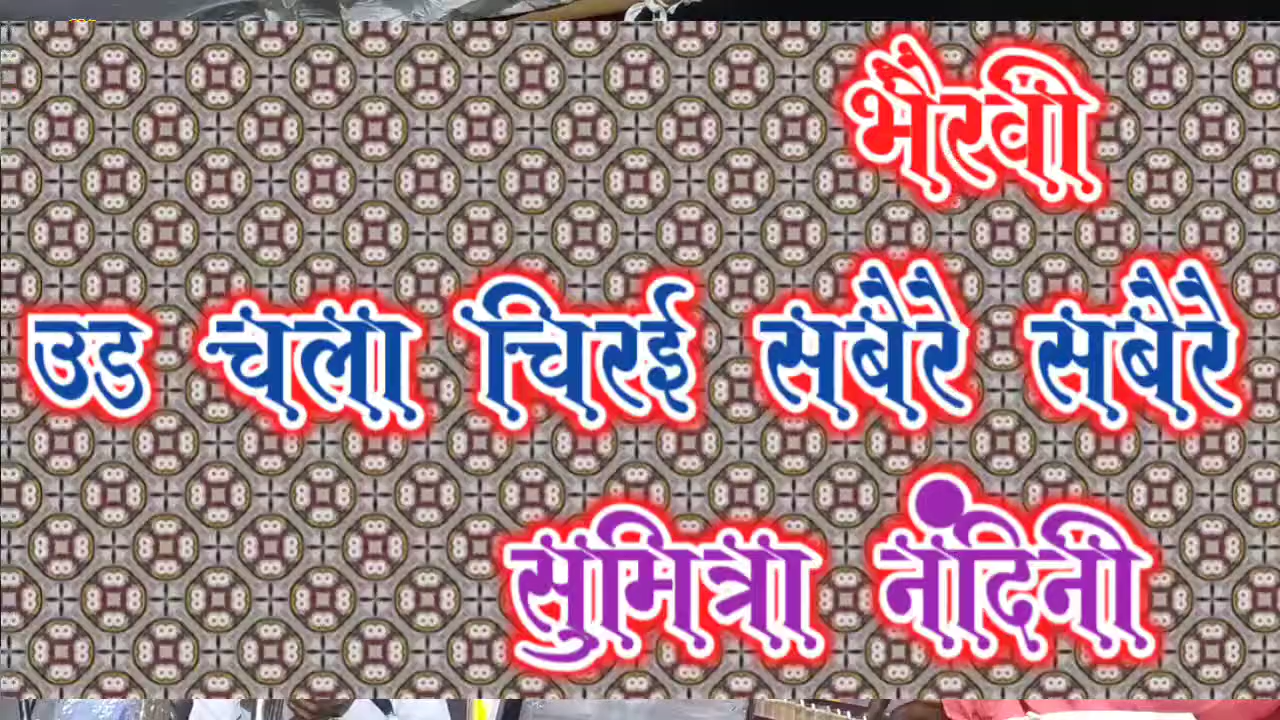 भैरवी
उड चला चिरई सबैरै सबैरै
सुमित्रा नंदिनी